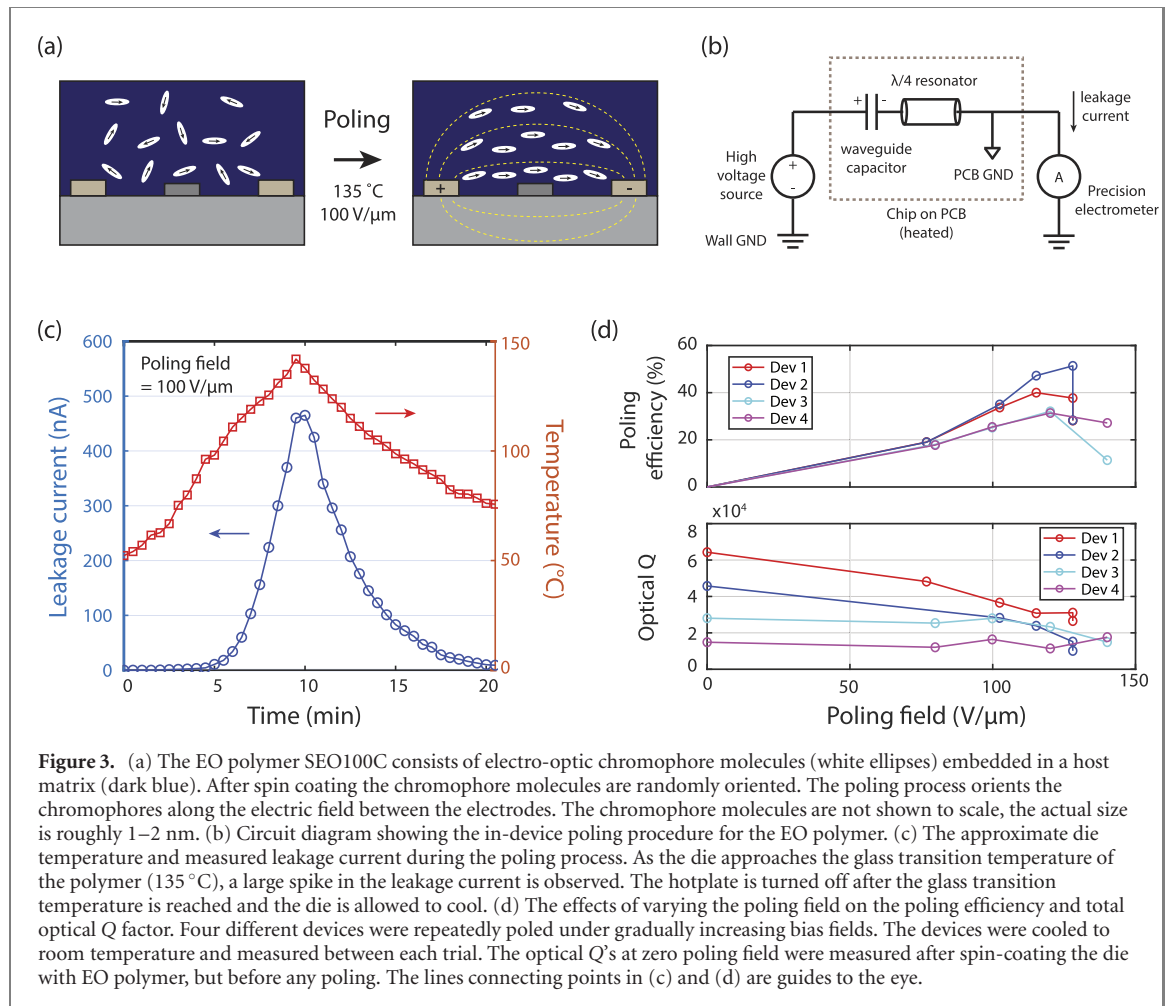 (a)
Poling
135 ˚C
100 V/µm
+
-
(b)
λ/4 resonator
+
-
leakage
current
waveguide
capacitor
High
voltage
source
+
-
PCB GND
A
Precision
electrometer
Chip on PCB
(heated)
Wall GND
(c)
600
500
400
300
200
100
0
Leakage current (nA)
Poling field
= 100 V/µm
150
100
50
0
Temperature (°C)
0
5
10
15
20
Time (min)
(d)
60
40
20
0
Poling
efficiency (%)
Dev 1
Dev 2
Dev 3
Dev 4
x10⁴
8
6
4
2
0
Optical Q
Dev 1
Dev 2
Dev 3
Dev 4
0
50
100
150
Poling field (V/µm)
Figure 3. (a) The EO polymer SEO100C consists of electro-optic chromophore molecules (white ellipses) embedded in a host
matrix (dark blue). After spin coating the chromophore molecules are randomly oriented. The poling process orients the
chromophores along the electric field between the electrodes. The chromophore molecules are not shown to scale, the actual size
is roughly 1–2 nm. (b) Circuit diagram showing the in-device poling procedure for the EO polymer. (c) The approximate die
temperature and measured leakage current during the poling process. As the die approaches the glass transition temperature of
the polymer (135 °C), a large spike in the leakage current is observed. The hotplate is turned off after the glass transition
temperature is reached and the die is allowed to cool. (d) The effects of varying the poling field on the poling efficiency and total
optical Q factor. Four different devices were repeatedly poled under gradually increasing bias fields. The devices were cooled to
room temperature and measured between each trial. The optical Q's at zero poling field were measured after spin-coating the die
with EO polymer, but before any poling. The lines connecting points in (c) and (d) are guides to the eye.